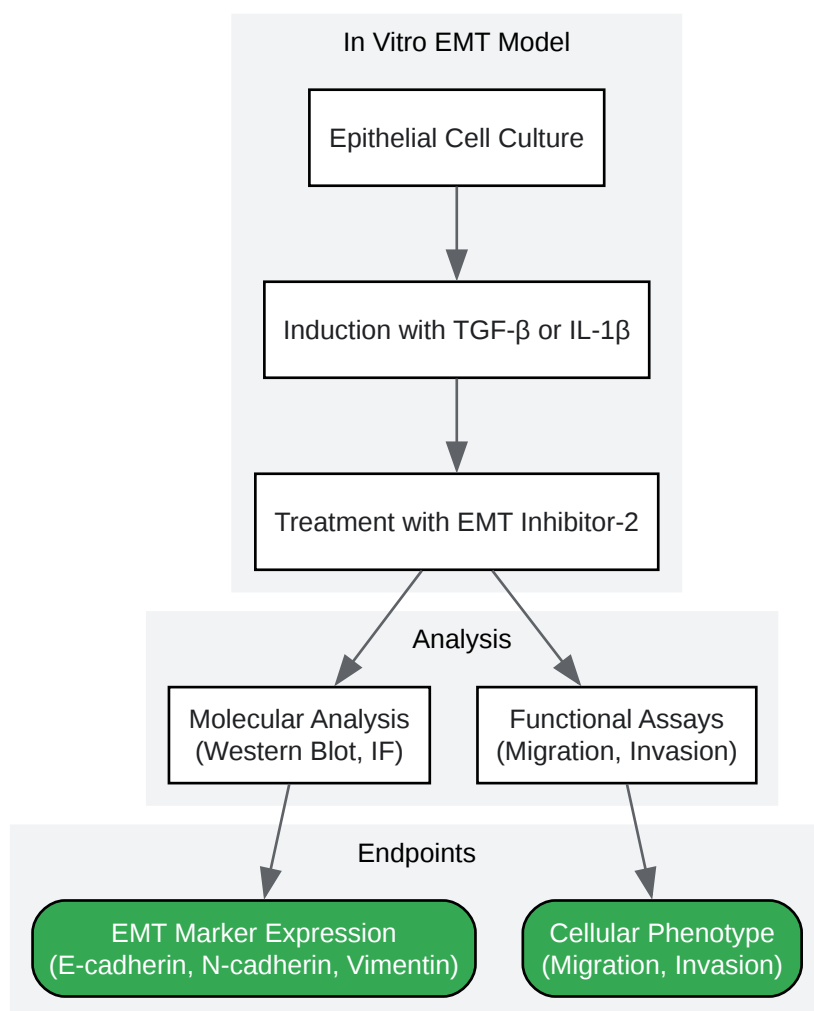 In Vitro EMT Model
Epithelial Cell Culture
Induction with TGF-β or IL-1β
Treatment with EMT Inhibitor-2
Analysis
Molecular Analysis
(Western Blot, IF)
Functional Assays
(Migration, Invasion)
Endpoints
EMT Marker Expression
(E-cadherin, N-cadherin, Vimentin)
Cellular Phenotype
(Migration, Invasion)